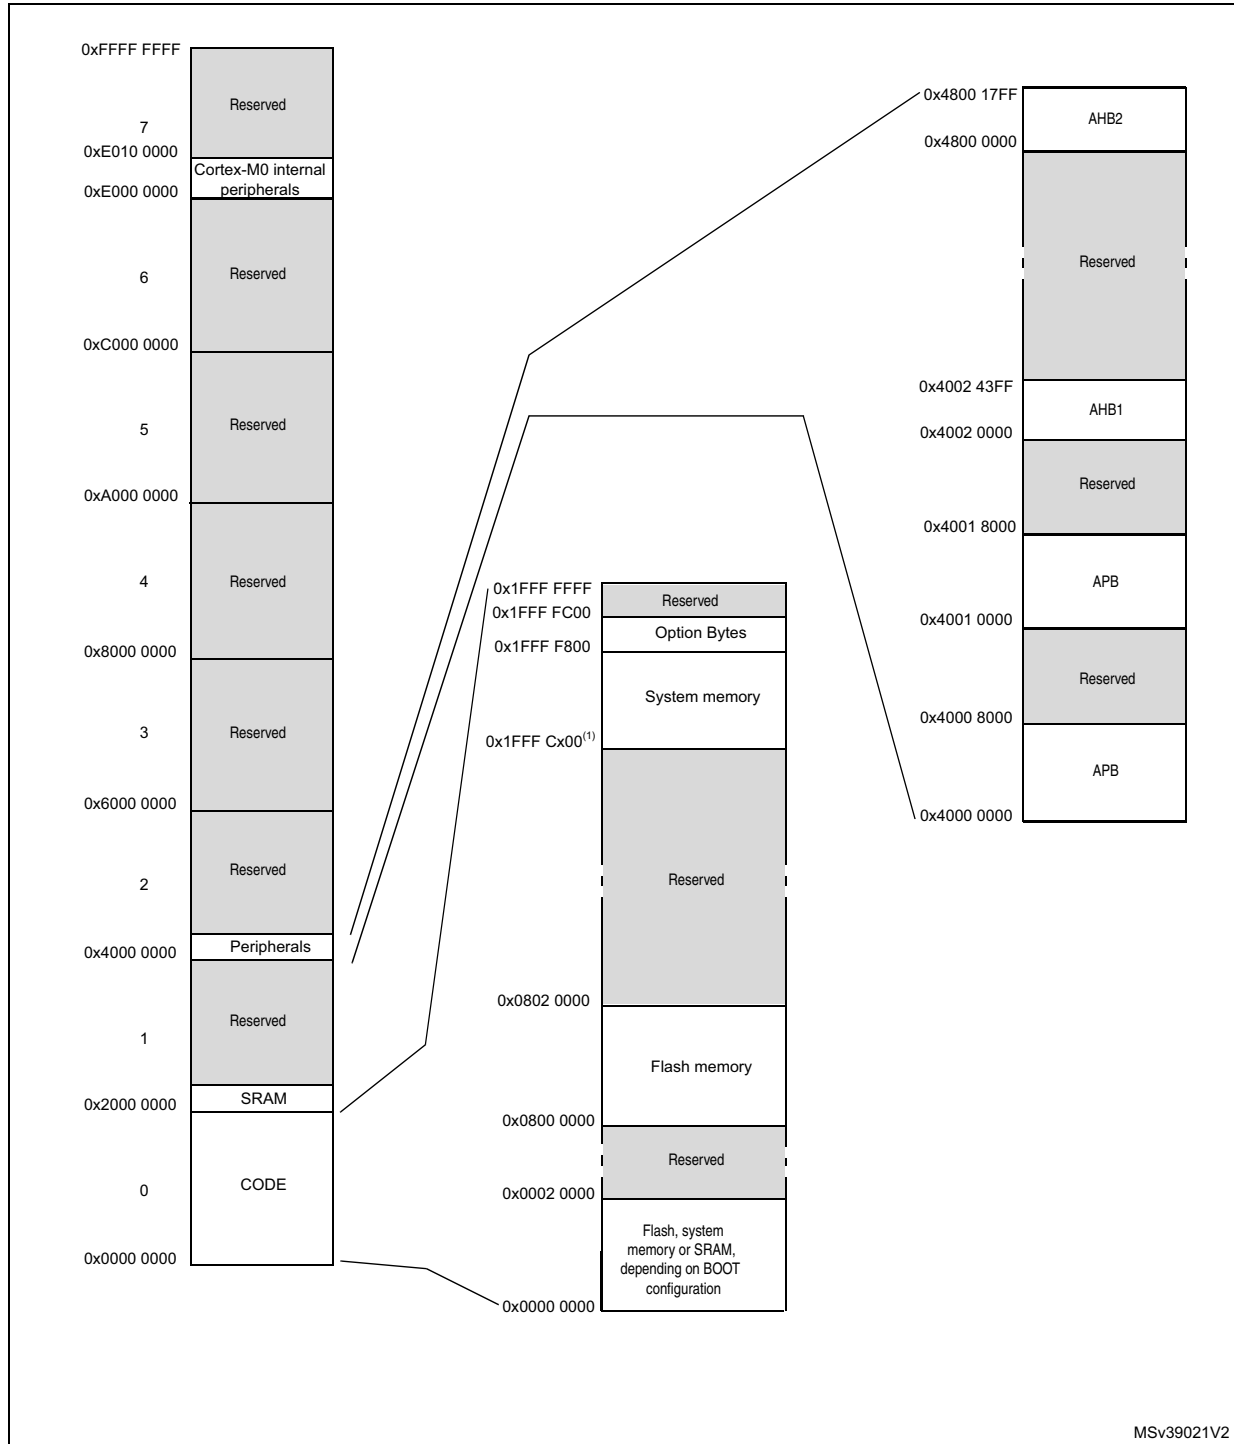 0xFFFF FFFF
Reserved
7
0xE010 0000
Cortex-M0 internal
peripherals
0xE000 0000
Reserved
6
0xC000 0000
Reserved
5
0xA000 0000
Reserved
4
0x8000 0000
Reserved
3
0x6000 0000
Reserved
2
Peripherals
0x4000 0000
Reserved
1
SRAM
0x2000 0000
CODE
0
0x0000 0000
0x1FFF FFFF
Reserved
0x1FFF FC00
Option Bytes
0x1FFF F800
System memory
0x1FFF Cx00(1)
Reserved
0x0802 0000
Flash memory
0x0800 0000
Reserved
0x0002 0000
Flash, system
memory or SRAM,
depending on BOOT
configuration
0x0000 0000
0x4800 17FF
AHB2
0x4800 0000
Reserved
0x4002 43FF
AHB1
0x4002 0000
Reserved
0x4001 8000
APB
0x4001 0000
Reserved
0x4000 8000
APB
0x4000 0000
MSv39021V2